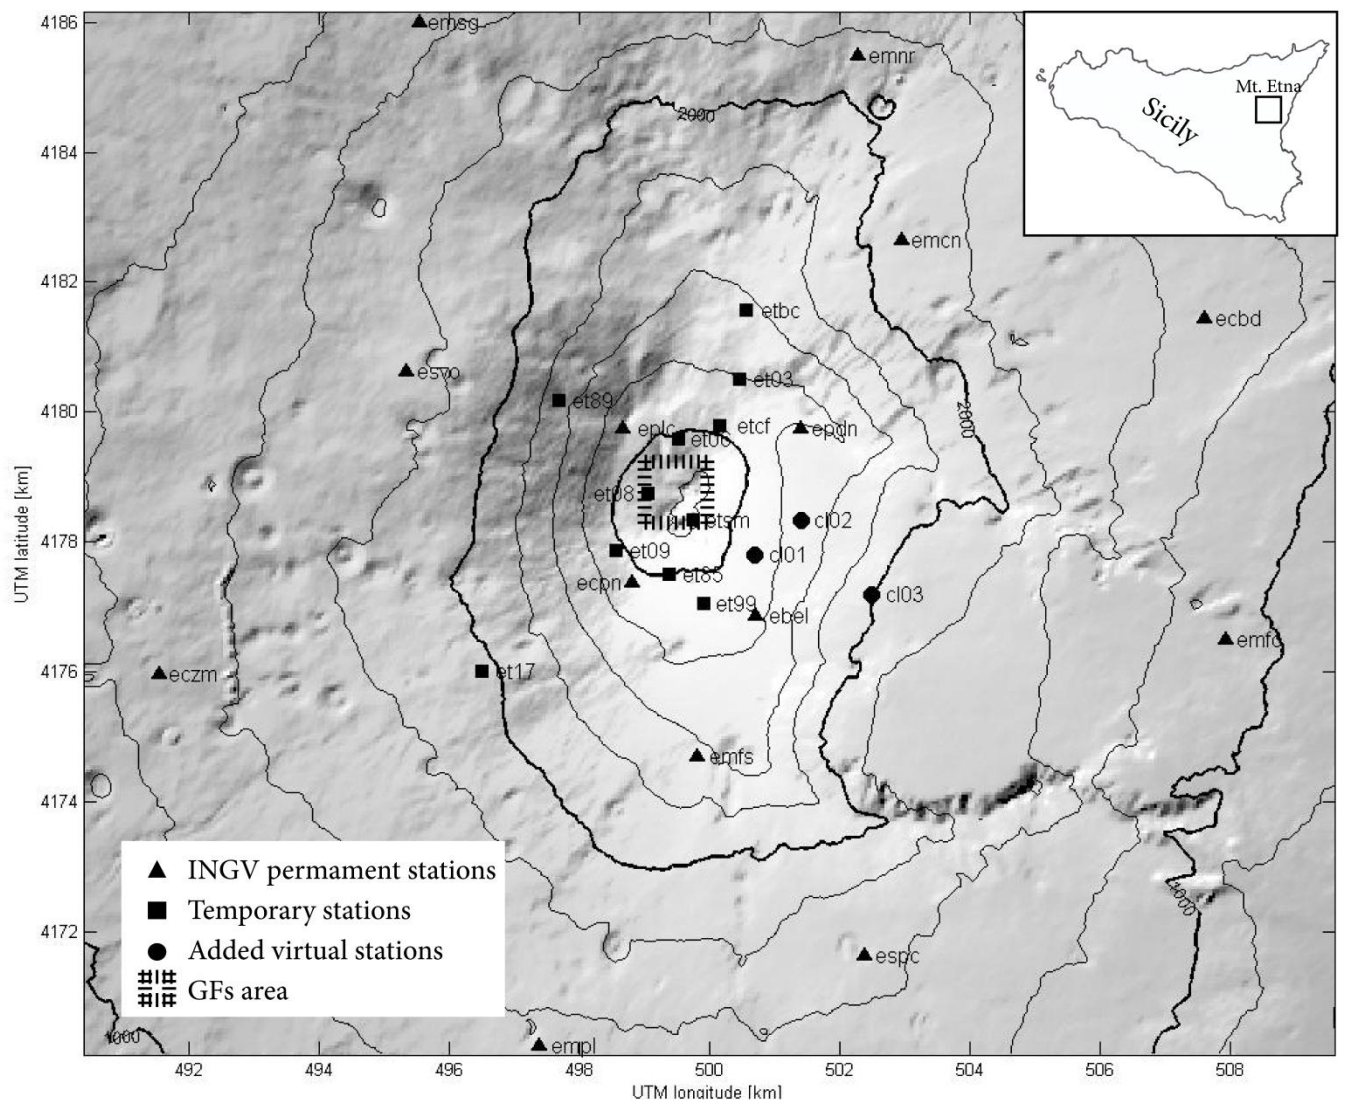 4186
4184
4182
4180
4178
4176
4174
4172
UTM latitude [km]
emsg
emnr
2000
emcn
etbc
ecbd
esvo
et03
et89
2000
eplc
etcf
epdn
et06
et08
etsm
cl02
et09
cl01
ecpn
et85
et99
cl03
ebel
emfc
eczm
et17
emfs
1000
espc
1000
empl
Mt. Etna
Sicily
INGV permament stations
Temporary stations
Added virtual stations
GFs area
492
494
496
498
500
502
504
506
508
UTM longitude [km]